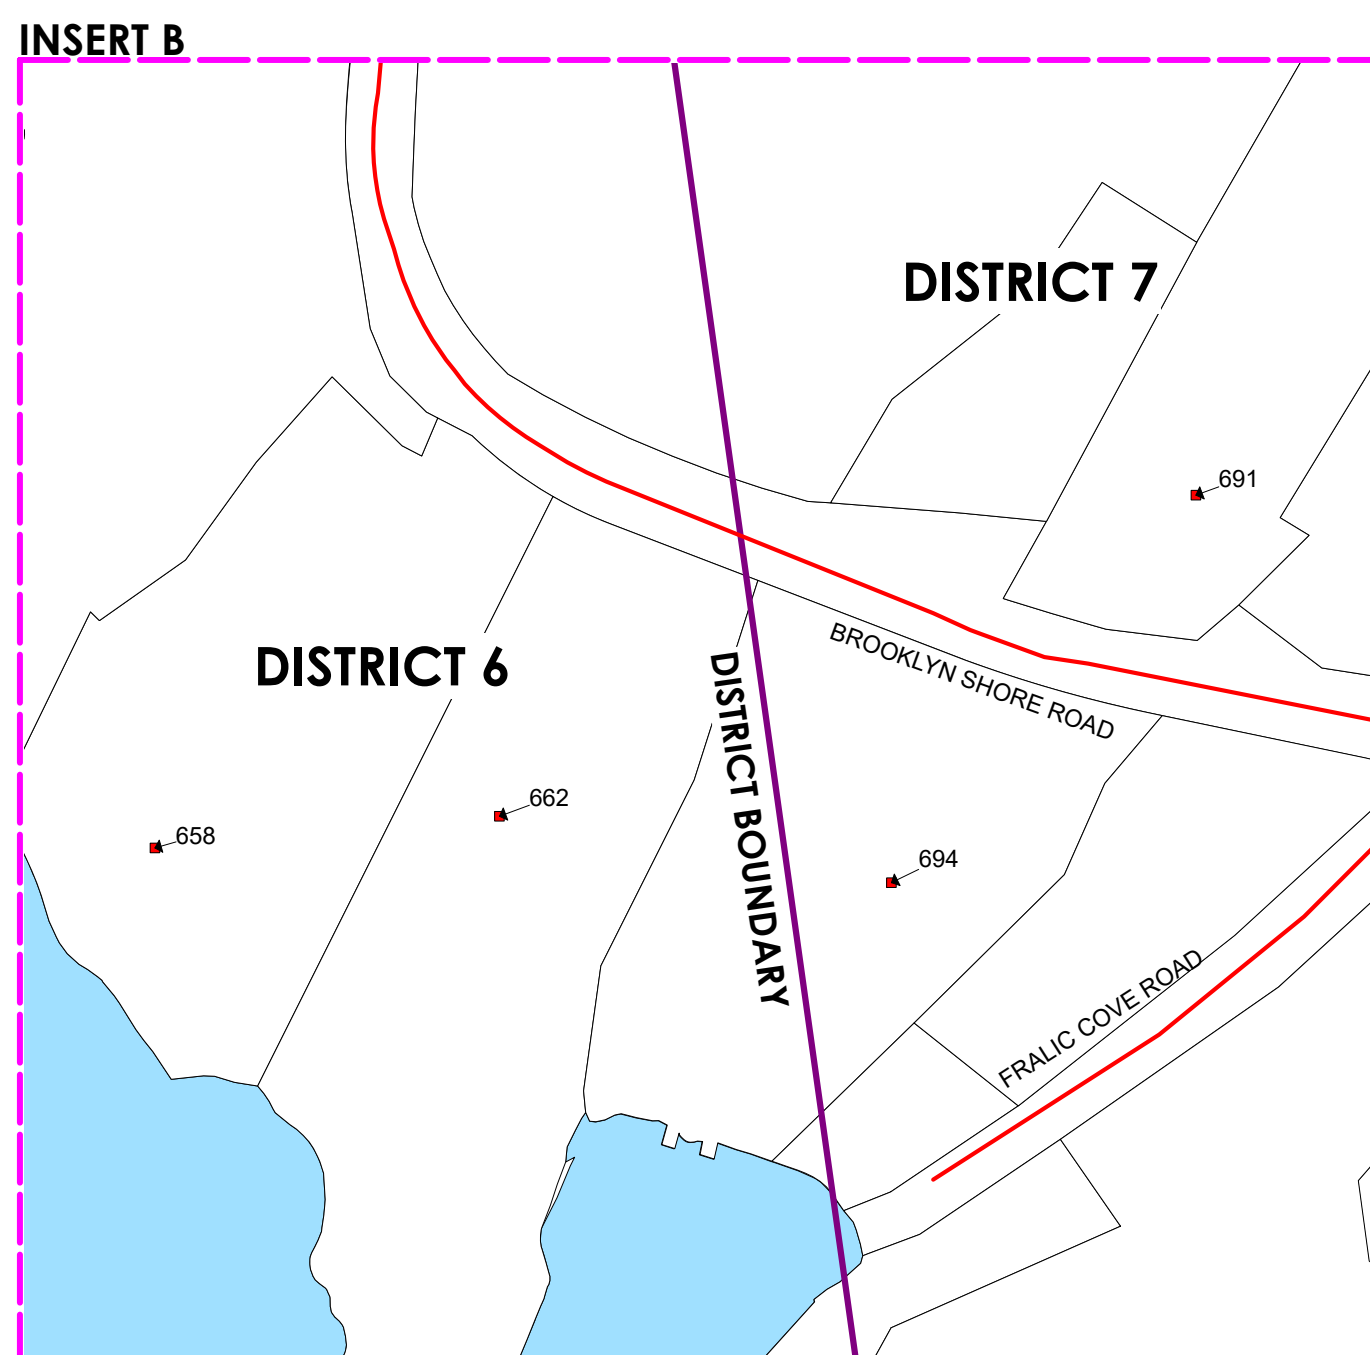 INSERT B
DISTRICT 7
691
BROOKLYN SHORE ROAD
DISTRICT 6
DISTRICT BOUNDARY
662
658
694
FRALIC COVE ROAD